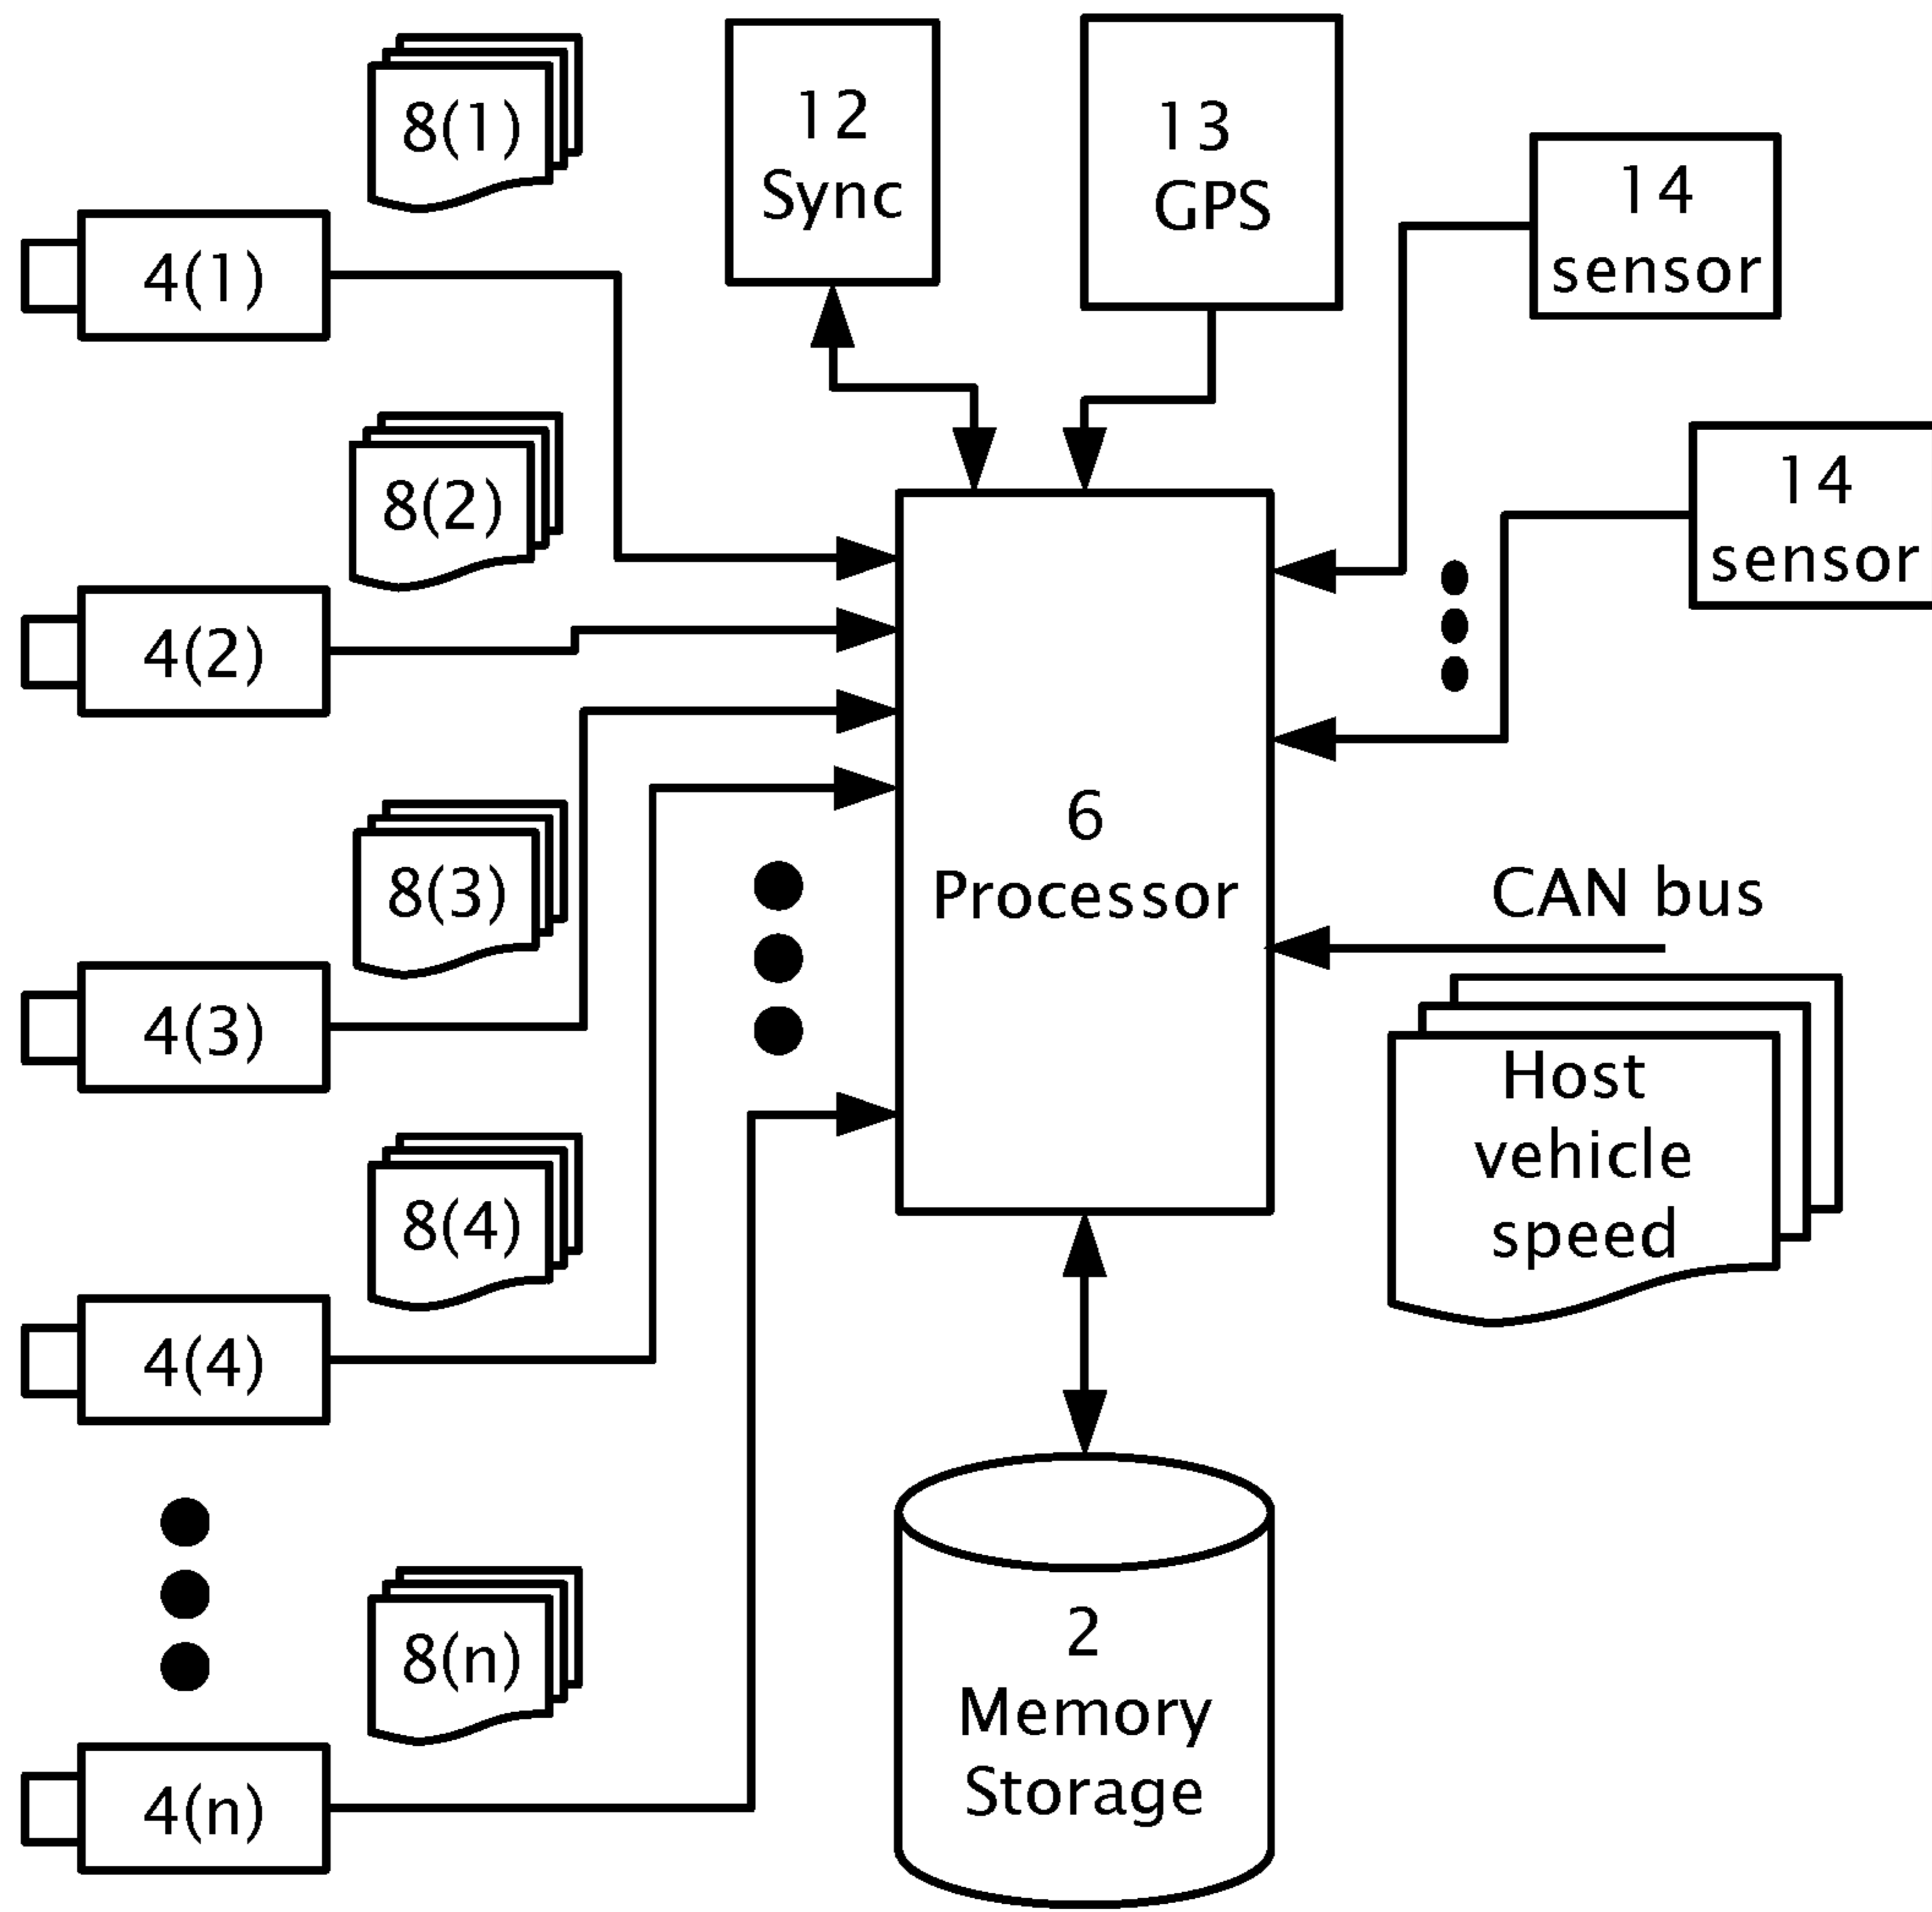 8(1)
12
Sync
13
GPS
14
sensor
4(1)
8(2)
14
sensor
4(2)
6
Processor
8(3)
CAN bus
4(3)
Host
vehicle
speed
8(4)
4(4)
8(n)
2
Memory
Storage
4(n)